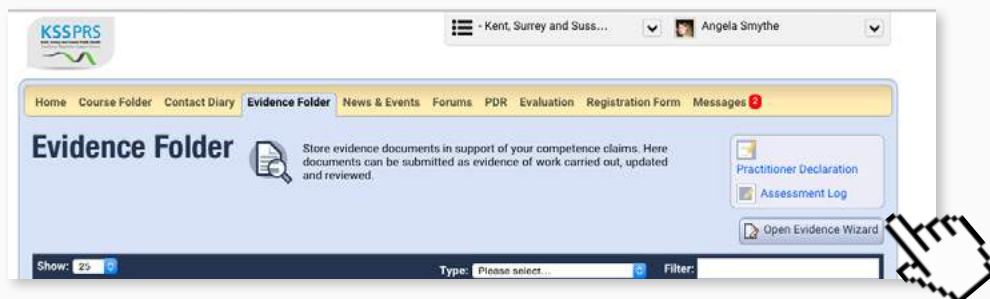 KSSPRS
- Kent, Surrey and Suss...
Angela Smythe
Home Course Folder Contact Diary Evidence Folder News & Events Forums PDR Evaluation Registration Form Messages 2
Evidence Folder
Store evidence documents in support of your competence claims. Here
documents can be submitted as evidence of work carried out, updated
and reviewed.
Practitioner Declaration
Assessment Log
Open Evidence Wizard
Show: 25 Type: Please select... Filter: